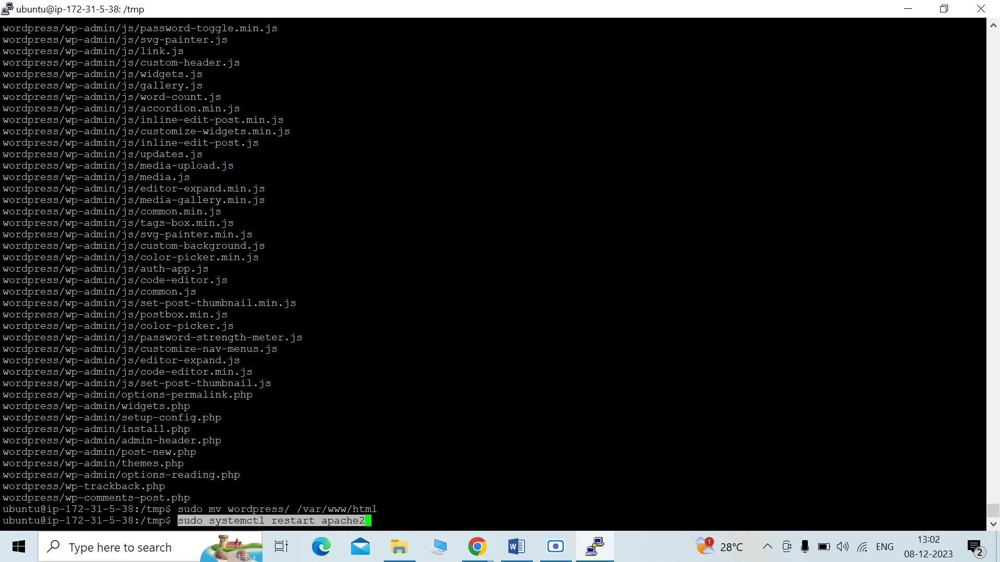 ubuntu@ip-172-31-5-38: /tmp
wordpress/wp-admin/js/password-toggle.min.js
wordpress/wp-admin/js/svg-painter.js
wordpress/wp-admin/js/link.js
wordpress/wp-admin/js/custom-header.js
wordpress/wp-admin/js/widgets.js
wordpress/wp-admin/js/gallery.js
wordpress/wp-admin/js/word-count.js
wordpress/wp-admin/js/accordion.min.js
wordpress/wp-admin/js/inline-edit-post.min.js
wordpress/wp-admin/js/customize-widgets.min.js
wordpress/wp-admin/js/inline-edit-post.js
wordpress/wp-admin/js/updates.js
wordpress/wp-admin/js/media-upload.js
wordpress/wp-admin/js/media.js
wordpress/wp-admin/js/editor-expand.min.js
wordpress/wp-admin/js/media-gallery.min.js
wordpress/wp-admin/js/common.min.js
wordpress/wp-admin/js/tags-box.min.js
wordpress/wp-admin/js/svg-painter.min.js
wordpress/wp-admin/js/custom-background.js
wordpress/wp-admin/js/color-picker.min.js
wordpress/wp-admin/js/auth-app.js
wordpress/wp-admin/js/code-editor.js
wordpress/wp-admin/js/common.js
wordpress/wp-admin/js/set-post-thumbnail.min.js
wordpress/wp-admin/js/postbox.min.js
wordpress/wp-admin/js/color-picker.js
wordpress/wp-admin/js/password-strength-meter.js
wordpress/wp-admin/js/customize-nav-menus.js
wordpress/wp-admin/js/editor-expand.js
wordpress/wp-admin/js/code-editor.min.js
wordpress/wp-admin/js/set-post-thumbnail.js
wordpress/wp-admin/options-permalink.php
wordpress/wp-admin/widgets.php
wordpress/wp-admin/setup-config.php
wordpress/wp-admin/install.php
wordpress/wp-admin/admin-header.php
wordpress/wp-admin/post-new.php
wordpress/wp-admin/themes.php
wordpress/wp-admin/options-reading.php
wordpress/wp-trackback.php
wordpress/wp-comments-post.php
ubuntu@ip-172-31-5-38:/tmp$ sudo mv wordpress/ /var/www/html
ubuntu@ip-172-31-5-38:/tmp$ sudo systemctl restart apache2
Type here to search
W
1
28°C
ENG
13:02
08-12-2023
2